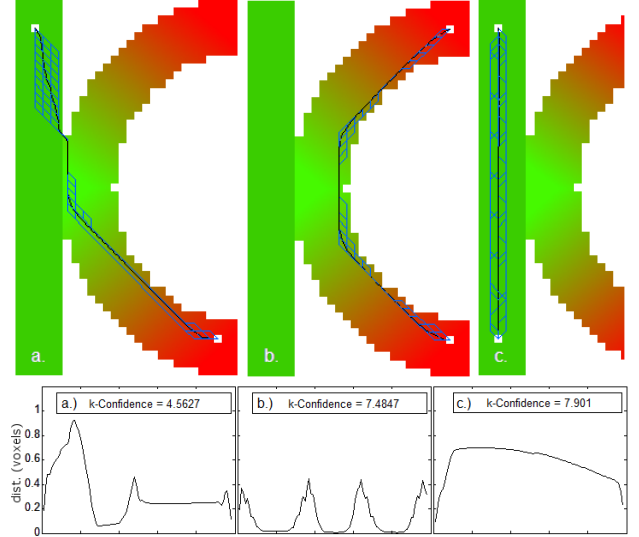 a.
b.
c.
a.) k-Confidence = 4.5627
b.) k-Confidence = 7.4847
c.) k-Confidence = 7.901
dist. (voxels)
1
0.8
0.6
0.4
0.2
0